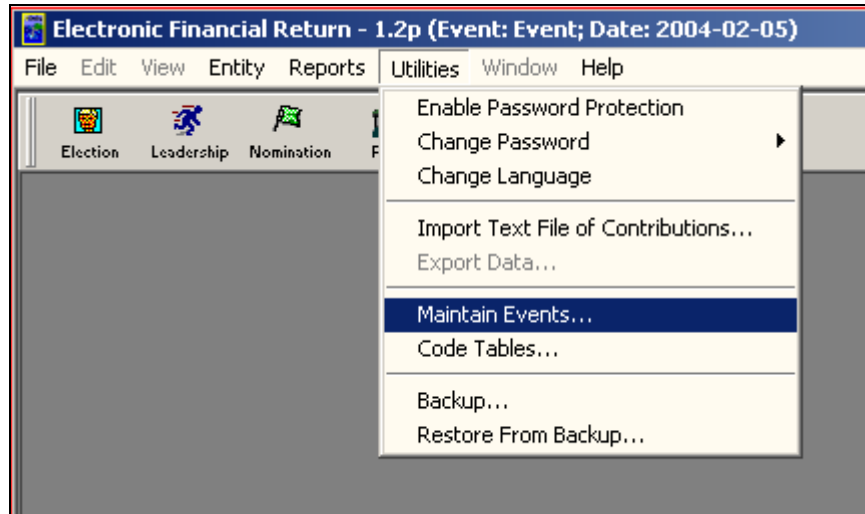 Electronic Financial Return - 1.2p (Event: Event; Date: 2004-02-05)
File Edit View Entity Reports Utilities Window Help
Election Leadership Nomination
Enable Password Protection
Change Password
Change Language
Import Text File of Contributions...
Export Data...
Maintain Events...
Code Tables...
Backup...
Restore From Backup...